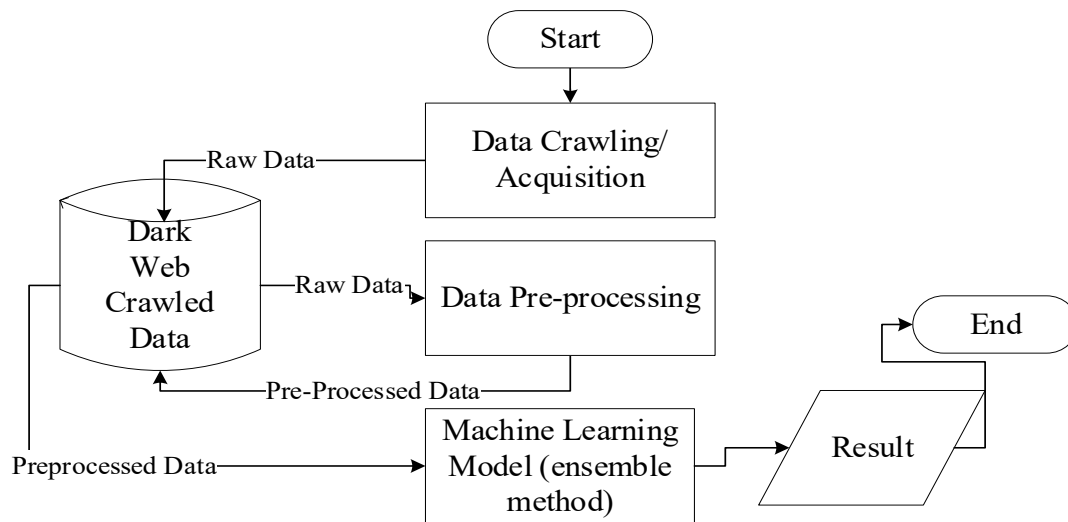 Start
Data Crawling/
Acquisition
Raw Data
Dark
Web
Crawled
Data
Raw Data
Data Pre-processing
End
Pre-Processed Data
Machine Learning
Model (ensemble
method)
Result
Preprocessed Data